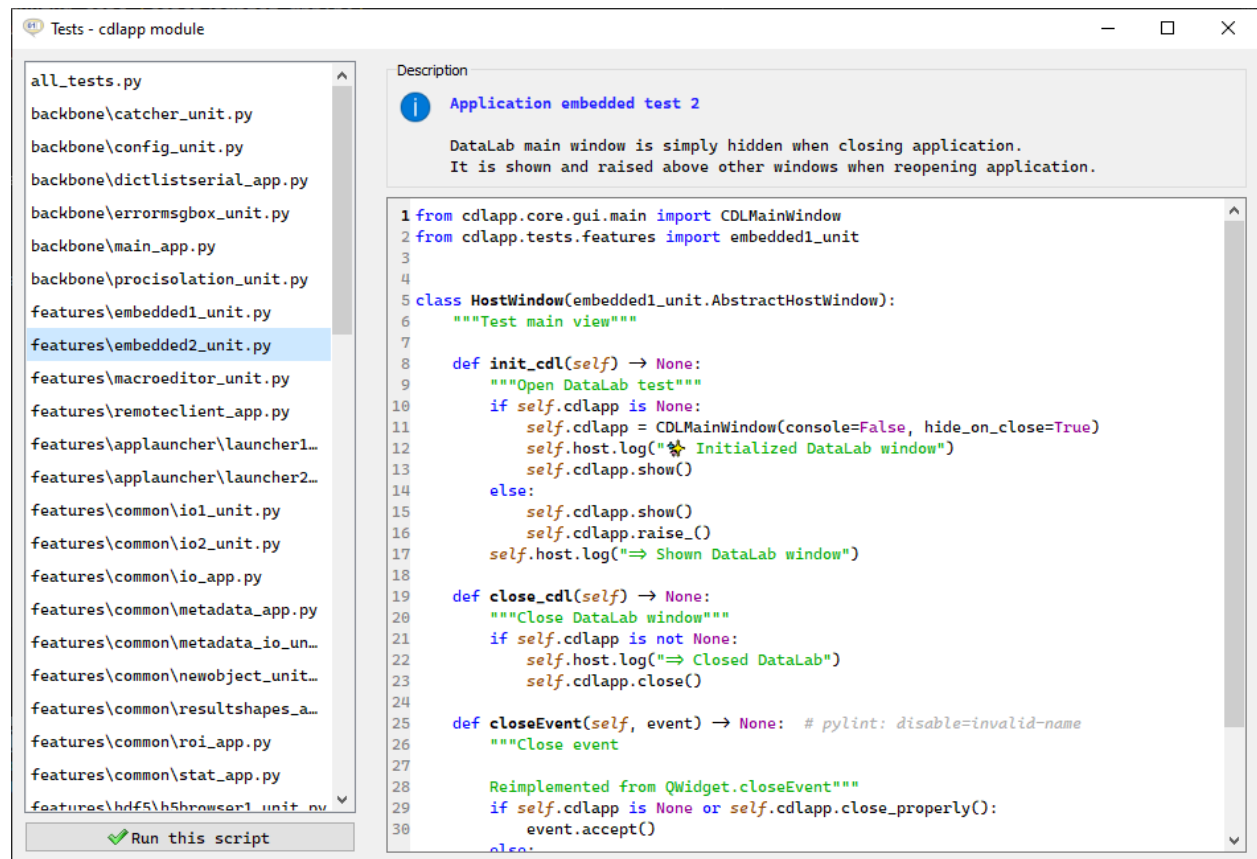 Tests - cdlapp module
all_tests.py
backbone\catcher_unit.py
backbone\config_unit.py
backbone\dictlistserial_app.py
backbone\errormsgbox_unit.py
backbone\main_app.py
backbone\procisolation_unit.py
features\embedded1_unit.py
features\embedded2_unit.py
features\macroeditor_unit.py
features\remoteclient_app.py
features\applauncher\launcher1…
features\applauncher\launcher2…
features\common\io1_unit.py
features\common\io2_unit.py
features\common\io_app.py
features\common\metadata_app.py
features\common\metadata_io_un…
features\common\newobject_unit…
features\common\resultshapes_a…
features\common\roi_app.py
features\common\stat_app.py
features\hdf5\h5browser1_unit.py
Run this script
Description
Application embedded test 2
DataLab main window is simply hidden when closing application.
It is shown and raised above other windows when reopening application.
1 from cdlapp.core.gui.main import CDLMainWindow
2 from cdlapp.tests.features import embedded1_unit
3
4
5 class HostWindow(embedded1_unit.AbstractHostWindow):
6     """Test main view"""
7
8     def init_cdl(self) → None:
9         """Open DataLab test"""
10         if self.cdlapp is None:
11             self.cdlapp = CDLMainWindow(console=False, hide_on_close=True)
12             self.host.log("✨ Initialized DataLab window")
13             self.cdlapp.show()
14         else:
15             self.cdlapp.show()
16             self.cdlapp.raise_()
17         self.host.log("⇒ Shown DataLab window")
18
19     def close_cdl(self) → None:
20         """Close DataLab window"""
21         if self.cdlapp is not None:
22             self.host.log("⇒ Closed DataLab")
23             self.cdlapp.close()
24
25     def closeEvent(self, event) → None:  # pylint: disable=invalid-name
26         """Close event
27
28         Reimplemented from QWidget.closeEvent"""
29         if self.cdlapp is None or self.cdlapp.close_properly():
30             event.accept()
else: